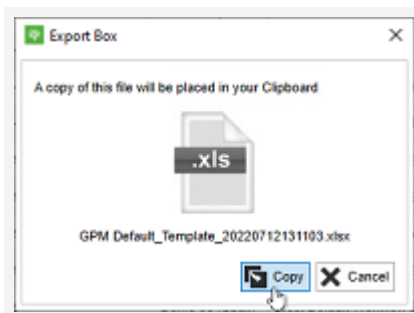 Export Box
A copy of this file will be placed in your Clipboard
.xls
GPM Default_Template_20220712131103.xlsx
Copy Cancel